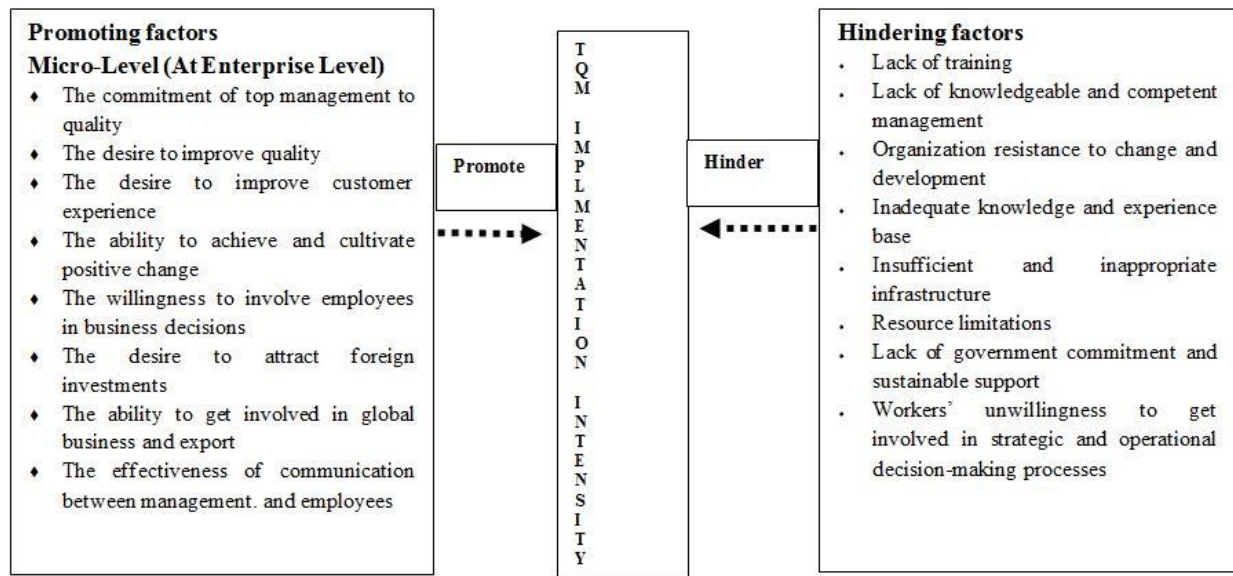 Promoting factors
Micro-Level (At Enterprise Level)
♦ The commitment of top management to
quality
♦ The desire to improve quality
♦ The desire to improve customer
experience
♦ The ability to achieve and cultivate
positive change
♦ The willingness to involve employees
in business decisions
♦ The desire to attract foreign
investments
♦ The ability to get involved in global
business and export
♦ The effectiveness of communication
between management. and employees
Promote
T
Q
M
I
M
P
L
M
E
N
T
A
T
I
O
N
I
N
T
E
N
S
I
T
Y
Hinder
Hindering factors
• Lack of training
• Lack of knowledgeable and competent
management
• Organization resistance to change and
development
• Inadequate knowledge and experience
base
• Insufficient and inappropriate
infrastructure
• Resource limitations
• Lack of government commitment and
sustainable support
• Workers’ unwillingness to get
involved in strategic and operational
decision-making processes